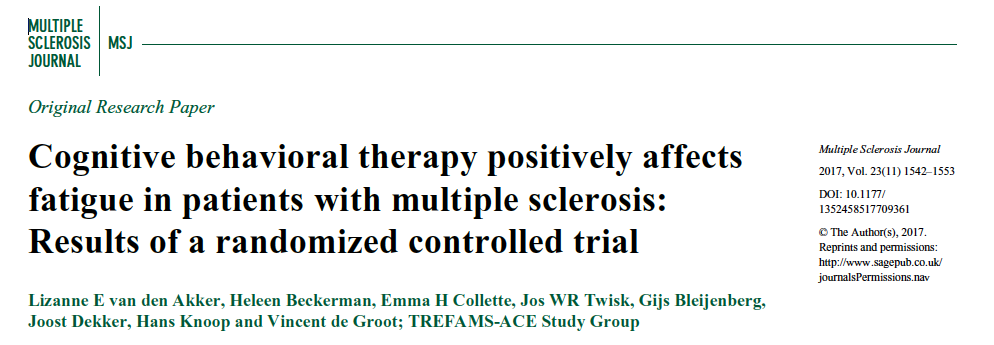 MULTIPLE
SCLEROSIS
JOURNAL
MSJ
Original Research Paper
Cognitive behavioral therapy positively affects
fatigue in patients with multiple sclerosis:
Results of a randomized controlled trial
Lizanne E van den Akker, Heleen Beckerman, Emma H Collette, Jos WR Twisk, Gijs Bleijenberg,
Joost Dekker, Hans Knoop and Vincent de Groot; TREFAMS-ACE Study Group
Multiple Sclerosis Journal
2017, Vol. 23(11) 1542–1553
DOI: 10.1177/
1352458517709361
© The Author(s), 2017.
Reprints and permissions:
http://www.sagepub.co.uk/
journalsPermissions.nav